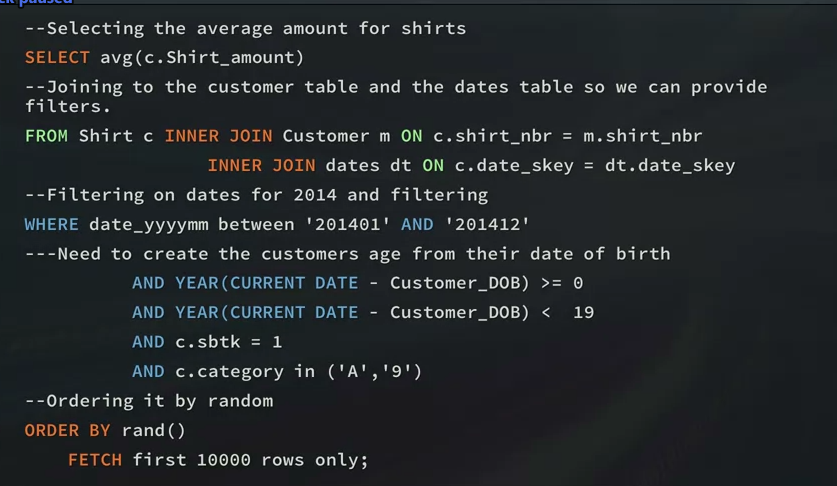 ck paused
--Selecting the average amount for shirts
SELECT avg(c.Shirt_amount)
--Joining to the customer table and the dates table so we can provide
filters.
FROM Shirt c INNER JOIN Customer m ON c.shirt_nbr = m.shirt_nbr
INNER JOIN dates dt ON c.date_skey = dt.date_skey
--Filtering on dates for 2014 and filtering
WHERE date_yyyymm between '201401' AND '201412'
---Need to create the customers age from their date of birth
AND YEAR(CURRENT DATE - Customer_DOB) >= 0
AND YEAR(CURRENT DATE - Customer_DOB) < 19
AND c.sbtk = 1
AND c.category in ('A','9')
--Ordering it by random
ORDER BY rand()
FETCH first 10000 rows only;